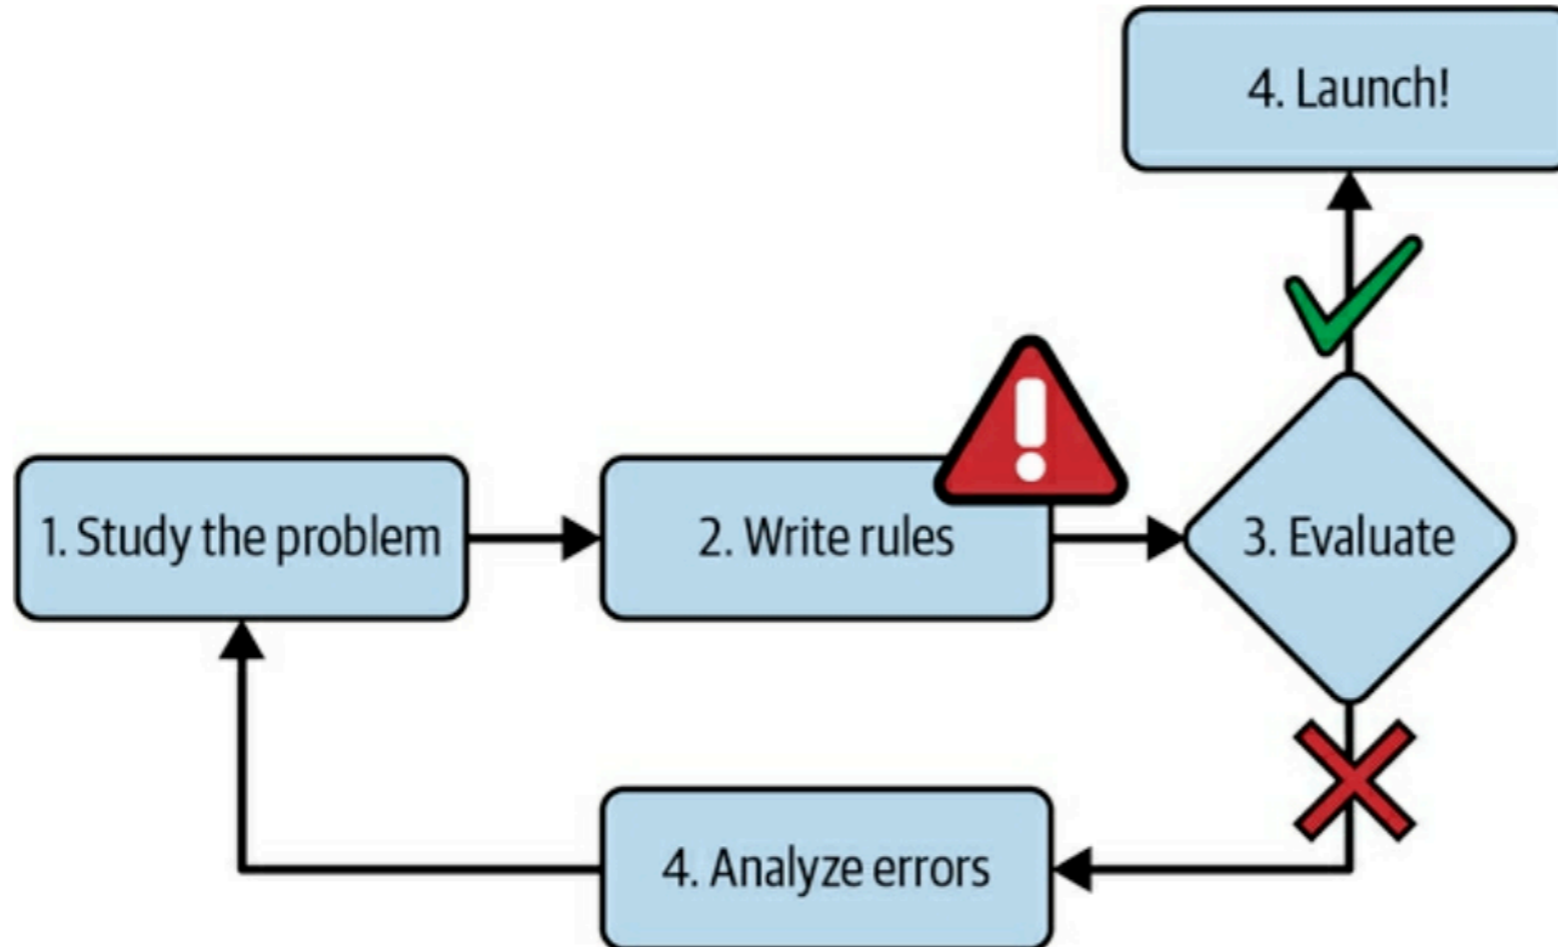 4. Launch!
1. Study the problem
2. Write rules
3. Evaluate
4. Analyze errors